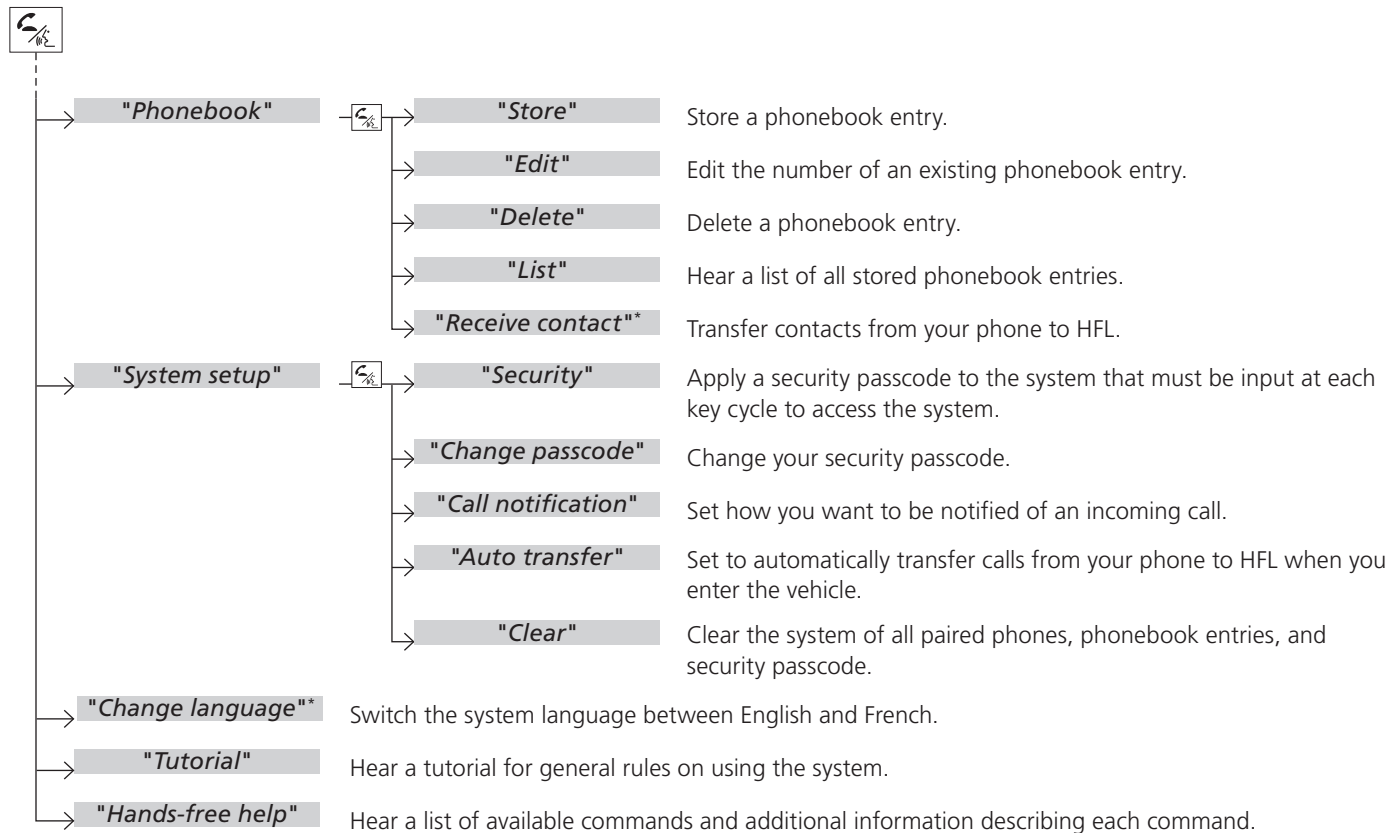 "Phonebook"
"Store"
Store a phonebook entry.
"Edit"
Edit the number of an existing phonebook entry.
"Delete"
Delete a phonebook entry.
"List"
Hear a list of all stored phonebook entries.
"Receive contact"*
Transfer contacts from your phone to HFL.
"System setup"
"Security"
Apply a security passcode to the system that must be input at each
key cycle to access the system.
"Change passcode"
Change your security passcode.
"Call notification"
Set how you want to be notified of an incoming call.
"Auto transfer"
Set to automatically transfer calls from your phone to HFL when you
enter the vehicle.
"Clear"
Clear the system of all paired phones, phonebook entries, and
security passcode.
"Change language"*
Switch the system language between English and French.
"Tutorial"
Hear a tutorial for general rules on using the system.
"Hands-free help"
Hear a list of available commands and additional information describing each command.